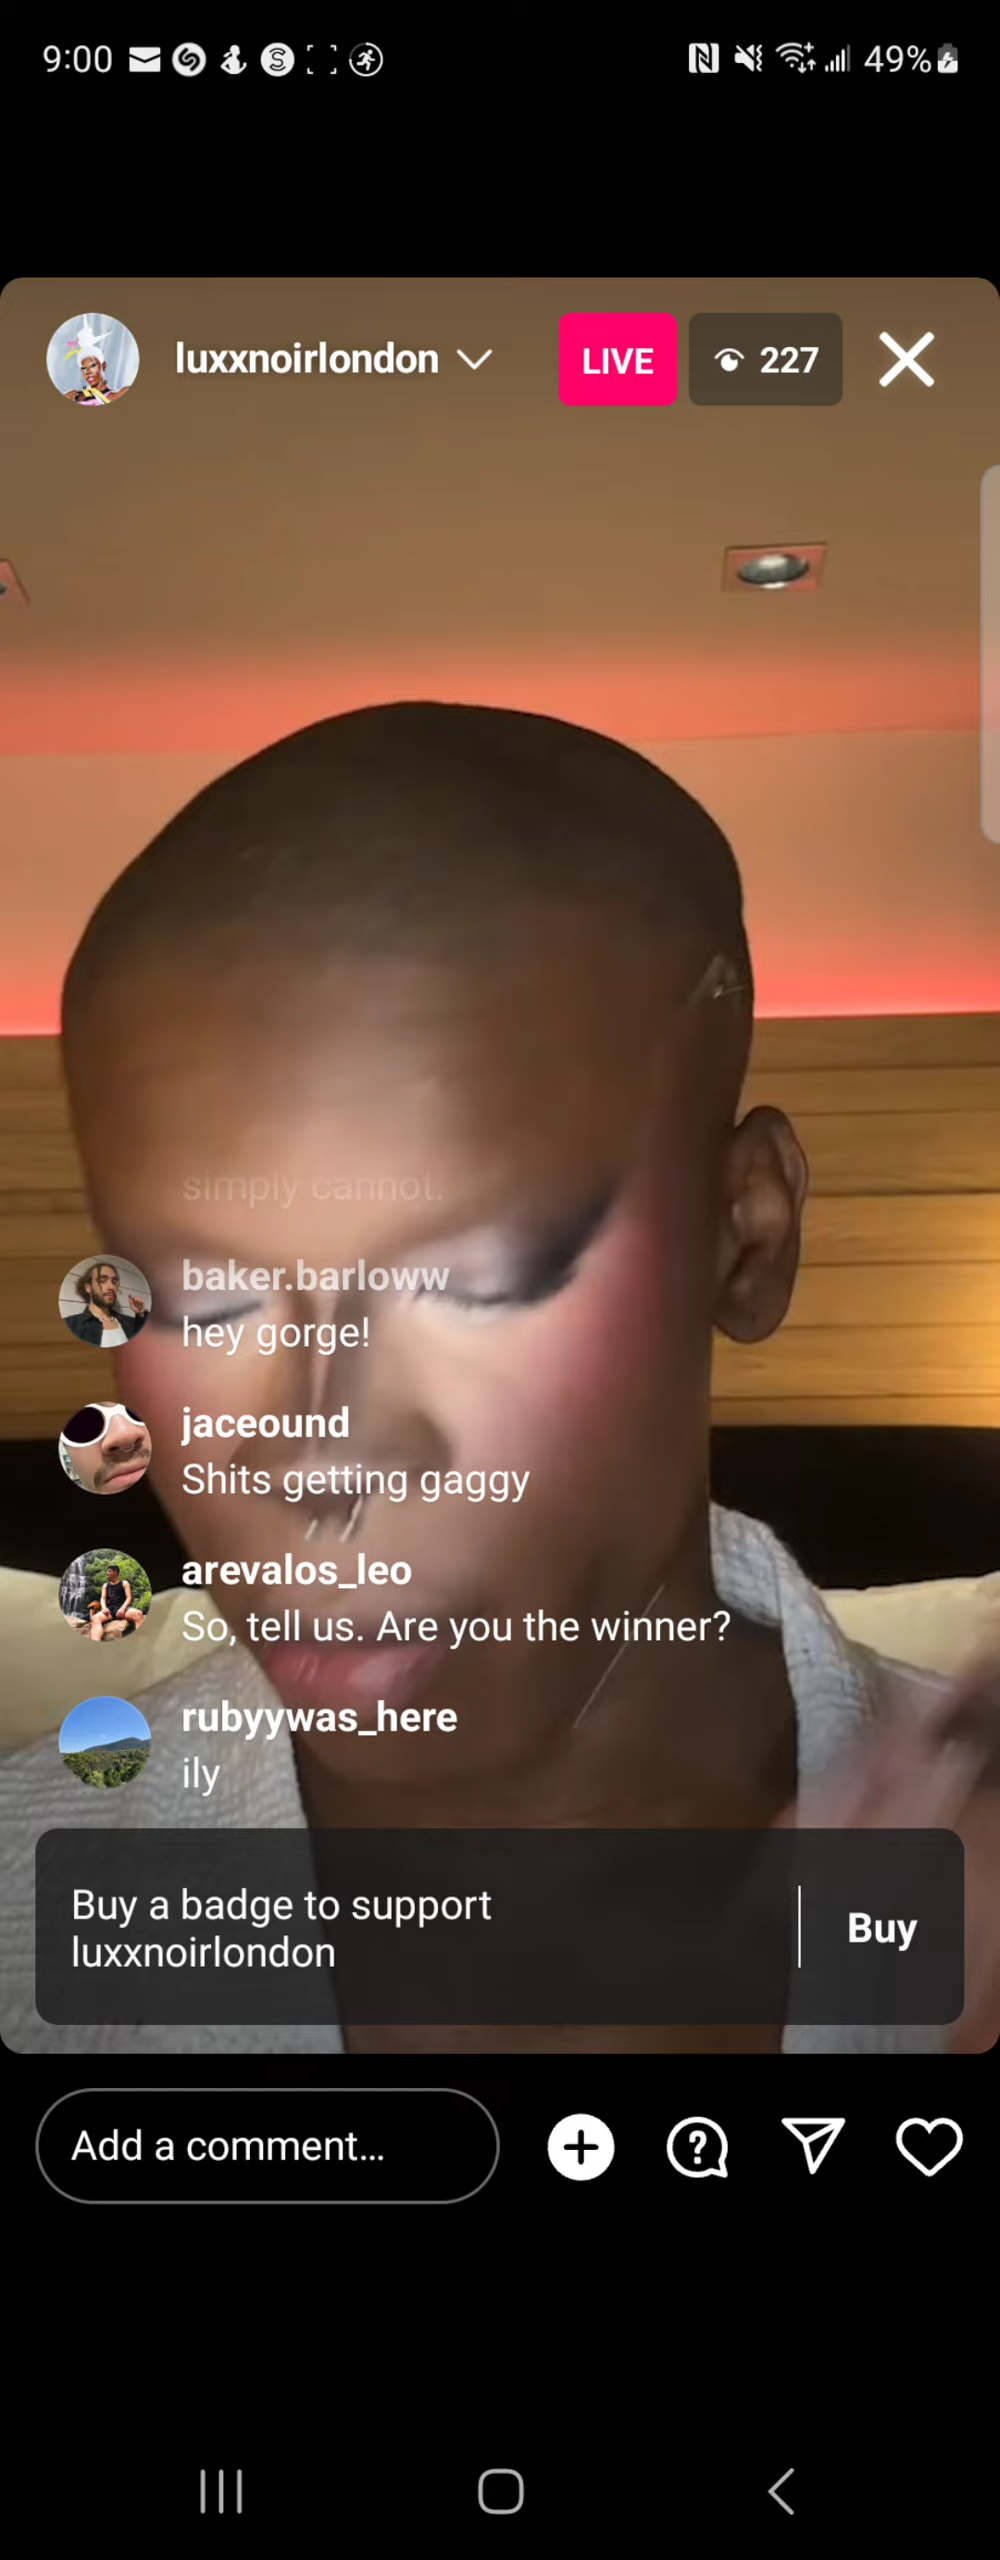 9:00
49%
luxxnoirlondon
LIVE
227
simply cannot.
baker.barloww
hey gorge!
jaceound
Shits getting gaggy
arevalos_leo
So, tell us. Are you the winner?
rubyywas_here
ily
Buy a badge to support
luxxnoirlondon
Buy
Add a comment...